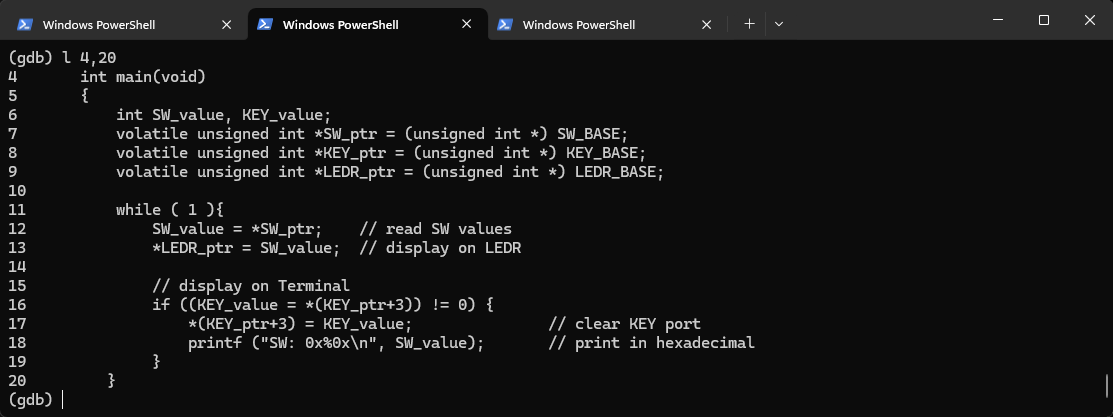 Windows PowerShell
Windows PowerShell
Windows PowerShell
(gdb) l 4,20
4       int main(void)
5       {
6           int SW_value, KEY_value;
7           volatile unsigned int *SW_ptr = (unsigned int *) SW_BASE;
8           volatile unsigned int *KEY_ptr = (unsigned int *) KEY_BASE;
9           volatile unsigned int *LEDR_ptr = (unsigned int *) LEDR_BASE;
10
11          while ( 1 ){
12              SW_value = *SW_ptr;    // read SW values
13              *LEDR_ptr = SW_value;  // display on LEDR
14
15              // display on Terminal
16              if ((KEY_value = *(KEY_ptr+3)) != 0) {
17                  *(KEY_ptr+3) = KEY_value;               // clear KEY port
18                  printf ("SW: 0x%0x\n", SW_value);       // print in hexadecimal
19              }
20         }
(gdb)